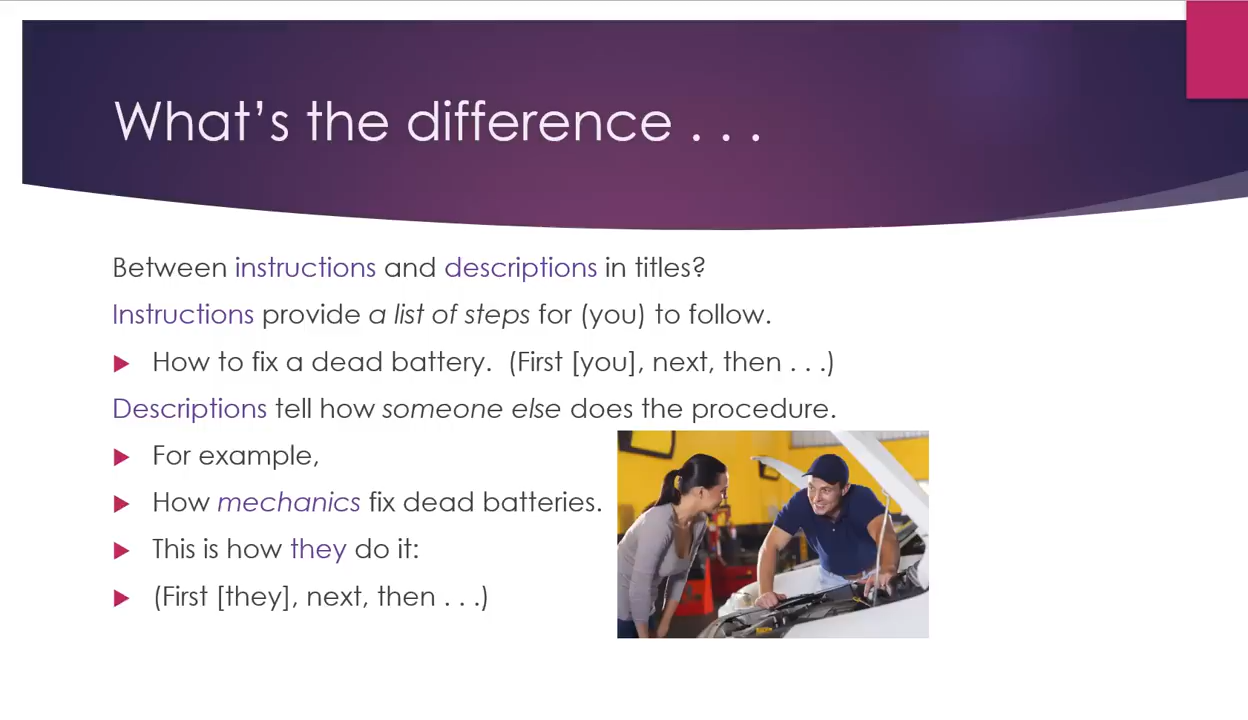 What’s the difference . . .
Between instructions and descriptions in titles?
Instructions provide a list of steps for (you) to follow.
How to fix a dead battery.  (First [you], next, then . . .)
Descriptions tell how someone else does the procedure.
For example,
How mechanics fix dead batteries.
This is how they do it:
(First [they], next, then . . .)